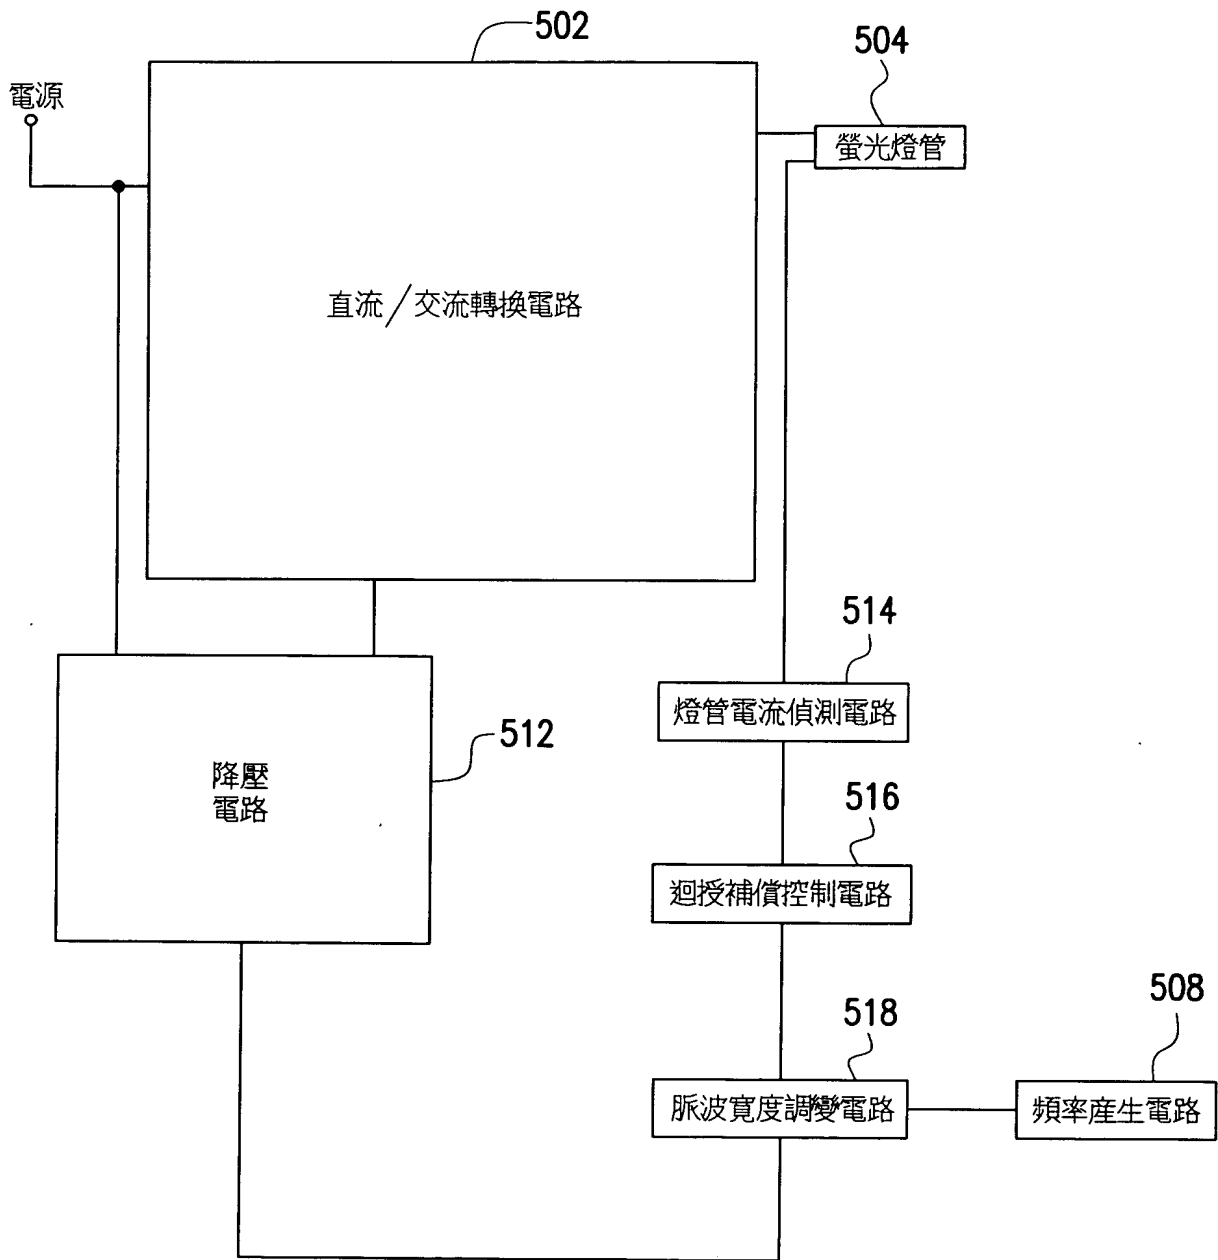 502
504
電源
螢光燈管
直流/交流轉換電路
514
燈管電流偵測電路
512
降壓
電路
516
迴授補償控制電路
508
518
脈波寬度調變電路
頻率產生電路